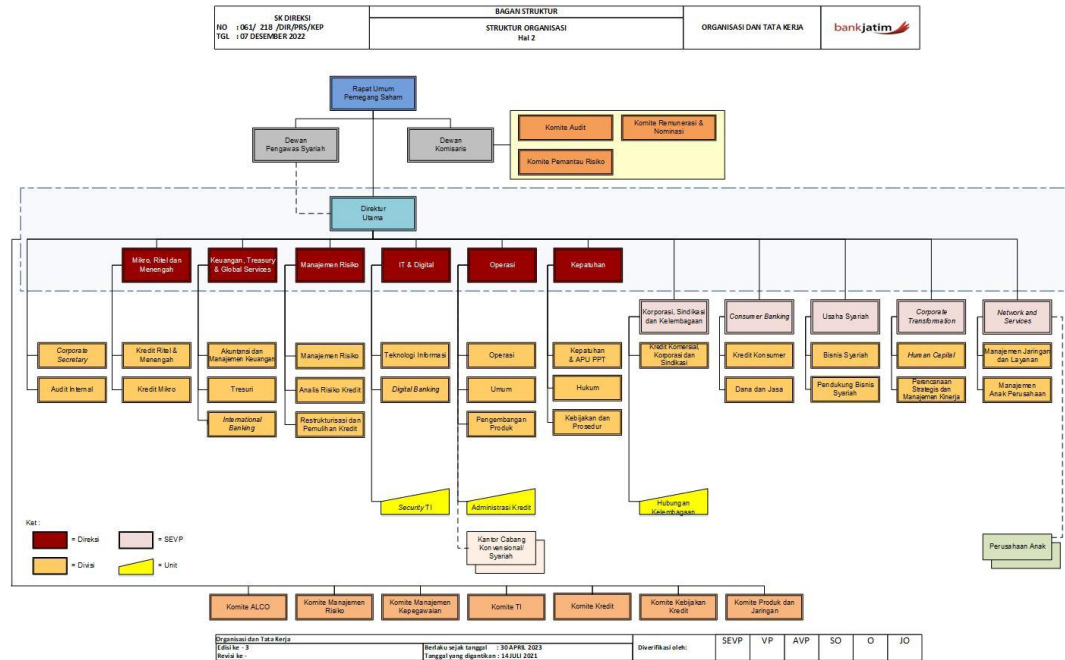 SK DIREKSI
NO : 061/ 218 /DIR/PRS/KEP
TGL : 07 DESEMBER 2022
BAGAN STRUKTUR
STRUKTUR ORGANISASI
Hal 2
ORGANISASI DAN TATA KERJA
bankjatim
Rapat Umum
Pemegang Saham
Dewan
Pengawas Syariah
Dewan
Komisaris
Komite Audit
Komite Remunerasi &
Nominasi
Komite Pemantau Risiko
Direktur
Utama
Mikro, Ritel dan
Menengah
Keuangan, Treasury
& Global Services
Manajemen Risiko
IT & Digital
Operasi
Kepatuhan
Korporasi, Sindikasi
dan Kelembagaan
Consumer Banking
Usaha Syariah
Corporate
Transformation
Network and
Services
Corporate
Secretary
Kredit Ritel &
Menengah
Akuntansi dan
Manajemen Keuangan
Manajemen Risiko
Teknologi Informasi
Operasi
Kepatuhan
& APU PPT
Kredit Komersial,
Korporasi dan
Sindikasi
Kredit Konsumer
Bisnis Syariah
Human Capital
Manajemen Jaringan
dan Layanan
Audit Internal
Kredit Mikro
Tresuri
Analis Risiko Kredit
Digital Banking
Umum
Hukum
Dana dan Jasa
Pendukung Bisnis
Syariah
Perencanaan
Strategis dan
Manajemen Kinerja
Manajemen
Anak Perusahaan
International
Banking
Restrukturisasi dan
Pemulihan Kredit
Pengembangan
Produk
Kebijakan dan
Prosedur
Security TI
Administrasi Kredit
Hubungan
Kelembagaan
Ket :
= Direksi
= SEVP
= Divisi
= Unit
Kantor Cabang
Konvensional/
Syariah
Perusahaan Anak
Komite ALCO
Komite Manajemen
Risiko
Komite Manajemen
Kepegawaian
Komite TI
Komite Kredit
Komite Kebijakan
Kredit
Komite Produk dan
Jaringan
Organisasi dan Tata Kerja
Edisi ke - 3
Berlaku sejak tanggal : 30 APRIL 2023
Revisi ke -
Tanggal yang digantikan : 14 JULI 2021
Diverifikasi oleh:
SEVP VP AVP SO O JO